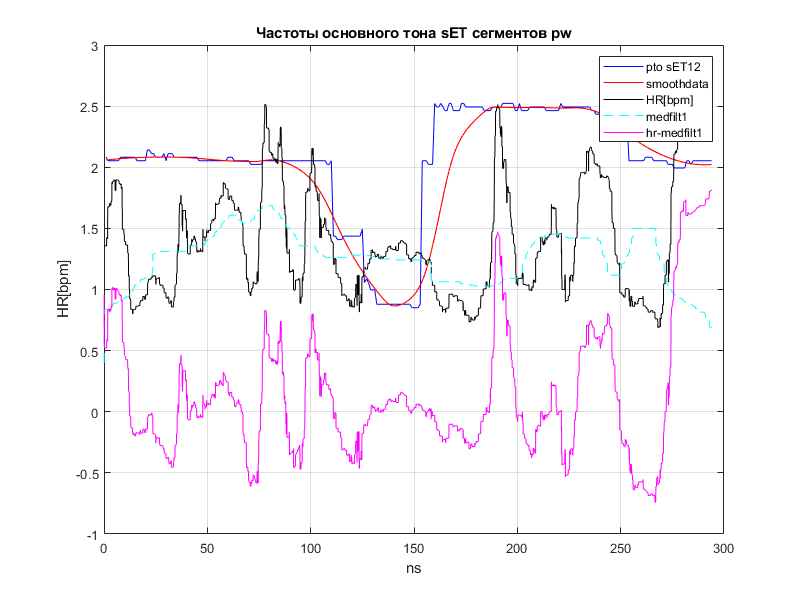 Частоты основного тона sET сегментов pw
3
2.5
2
1.5
1
0.5
0
-0.5
-1
HR[bpm]
pto sET12
smoothdata
HR[bpm]
medfilt1
hr-medfilt1
0 50 100 150 200 250 300
ns